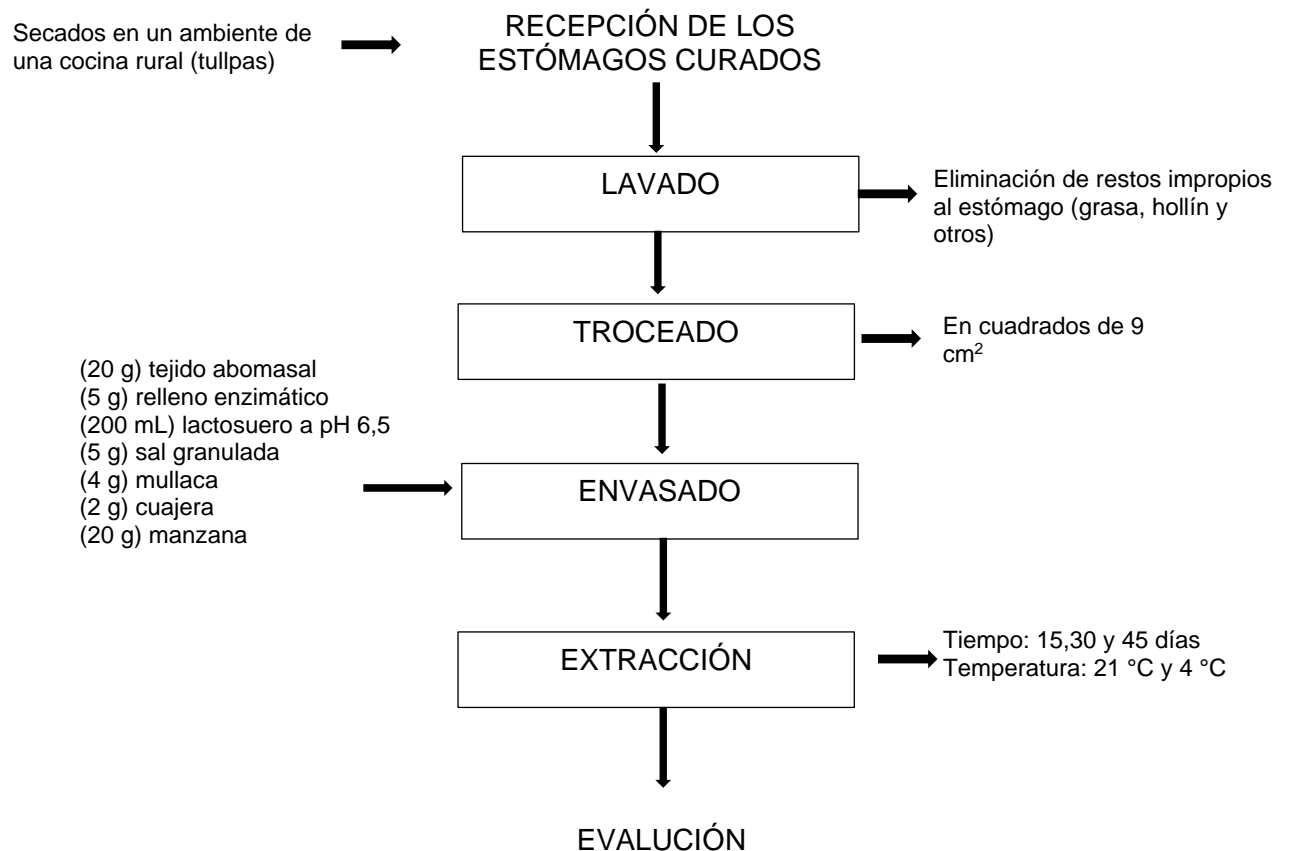 Secados en un ambiente de
una cocina rural (tullpas)
RECEPCIÓN DE LOS
ESTÓMAGOS CURADOS
LAVADO
Eliminación de restos impropios
al estómago (grasa, hollín y
otros)
TROCEADO
En cuadrados de 9
cm²
(20 g) tejido abomasal
(5 g) relleno enzimático
(200 mL) lactosuero a pH 6,5
(5 g) sal granulada
(4 g) mullaca
(2 g) cuajera
(20 g) manzana
ENVASADO
EXTRACCIÓN
Tiempo: 15,30 y 45 días
Temperatura: 21 °C y 4 °C
EVALUCIÓN